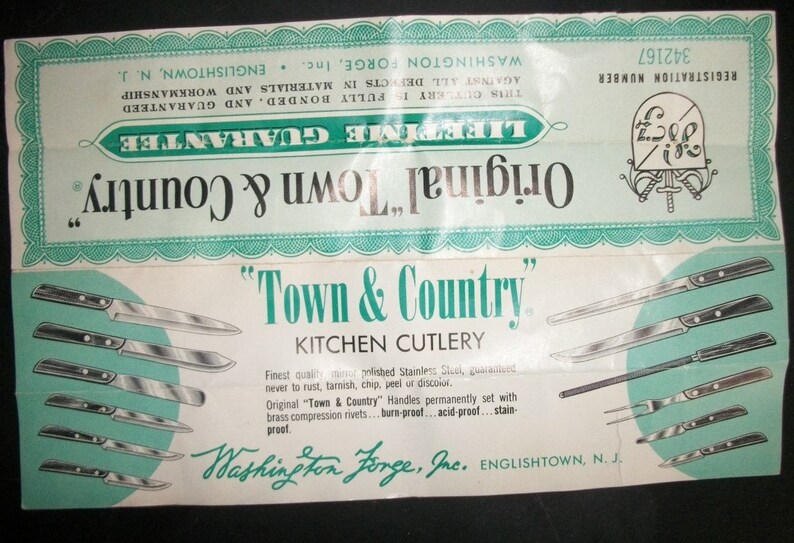 Original "Town & Country"®
LIFETIME GUARANTEE
THIS CUTLERY IS FULLY BONDED, AND GUARANTEED
AGAINST ALL DEFECTS IN MATERIALS AND WORKMANSHIP
WASHINGTON FORGE, Inc. • ENGLISHTOWN, N. J.
REGISTRATION NUMBER
342167
"Town & Country"®
KITCHEN CUTLERY
Finest quality, mirror polished Stainless Steel, guaranteed
never to rust, tarnish, chip, peel or discolor.
Original "Town & Country" Handles permanently set with
brass compression rivets...burn-proof...acid-proof...stain-
proof.
Washington Forge, Inc. ENGLISHTOWN, N. J.